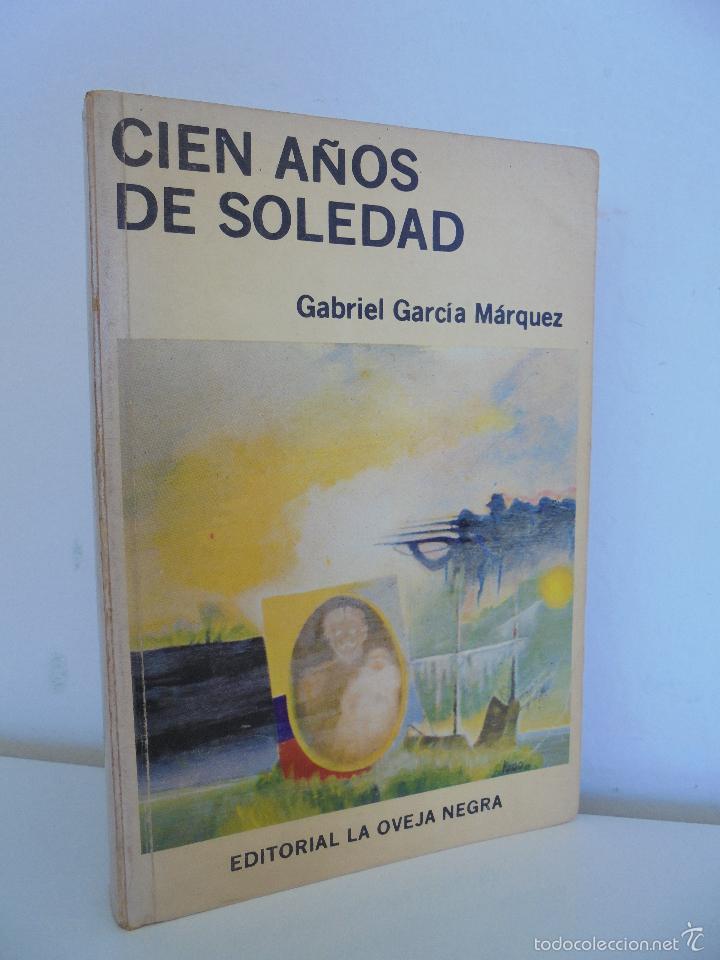 CIEN AÑOS
DE SOLEDAD
Gabriel García Márquez
EDITORIAL LA OVEJA NEGRA
todocoleccion.net